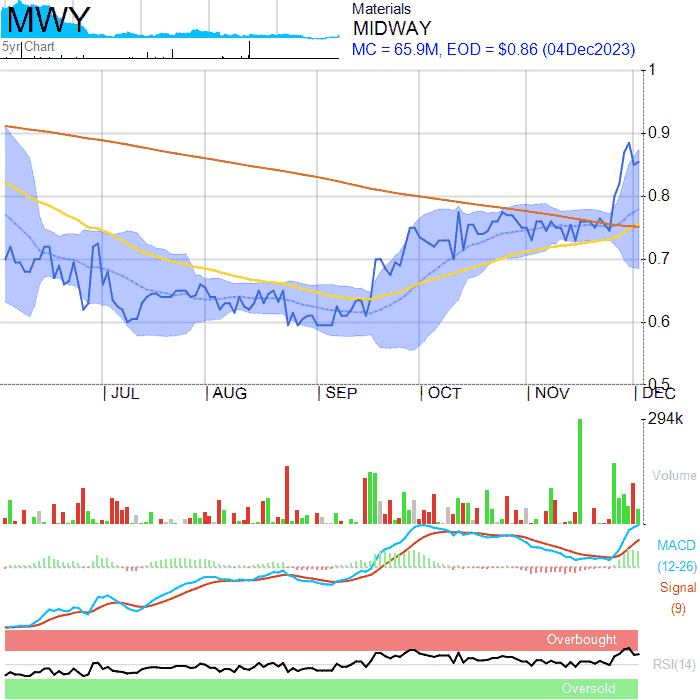 MWY
5yr Chart
Materials
MIDWAY
MC = 65.9M, EOD = $0.86 (04Dec2023)
1
0.9
0.8
0.7
0.6
0.5
JUL AUG SEP OCT NOV DEC
294k
Volume
MACD
(12-26)
Signal
(9)
Overbought
RSI(14)
Oversold